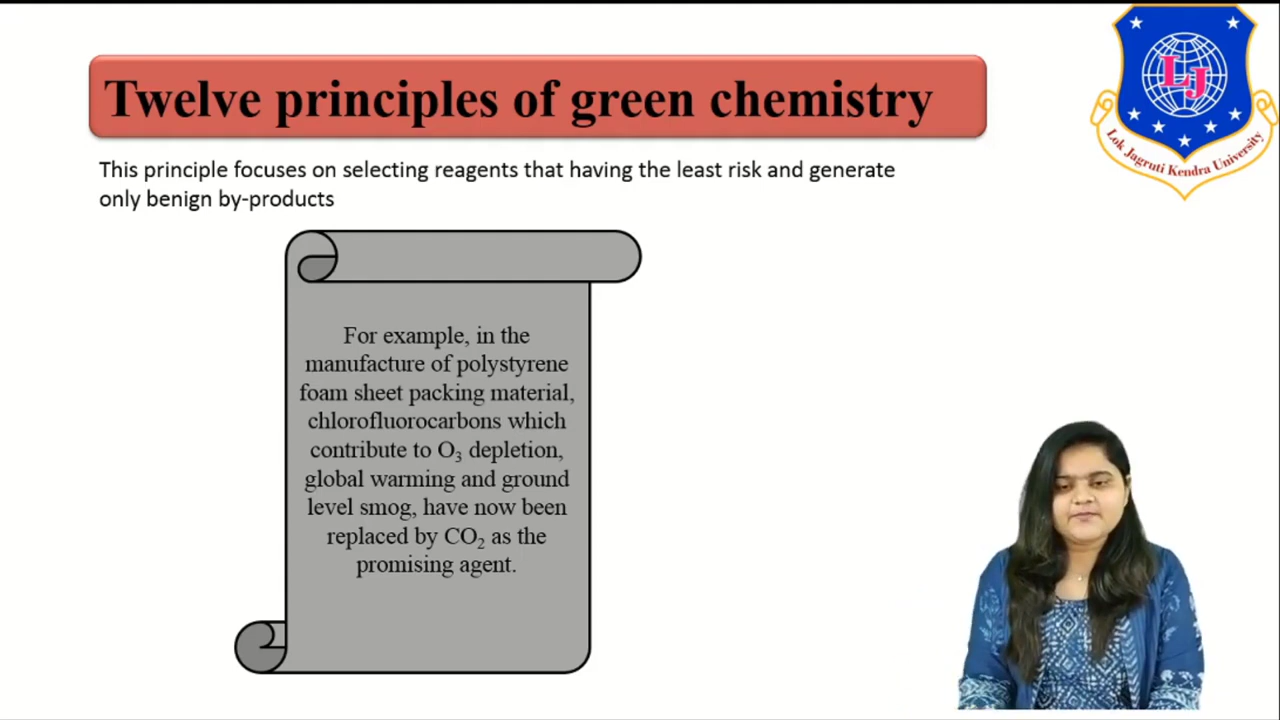 Twelve principles of green chemistry
LJ
Lok Jagruti Kendra University
This principle focuses on selecting reagents that having the least risk and generate
only benign by-products
For example, in the
manufacture of polystyrene
foam sheet packing material,
chlorofluorocarbons which
contribute to O₃ depletion,
global warming and ground
level smog, have now been
replaced by CO₂ as the
promising agent.